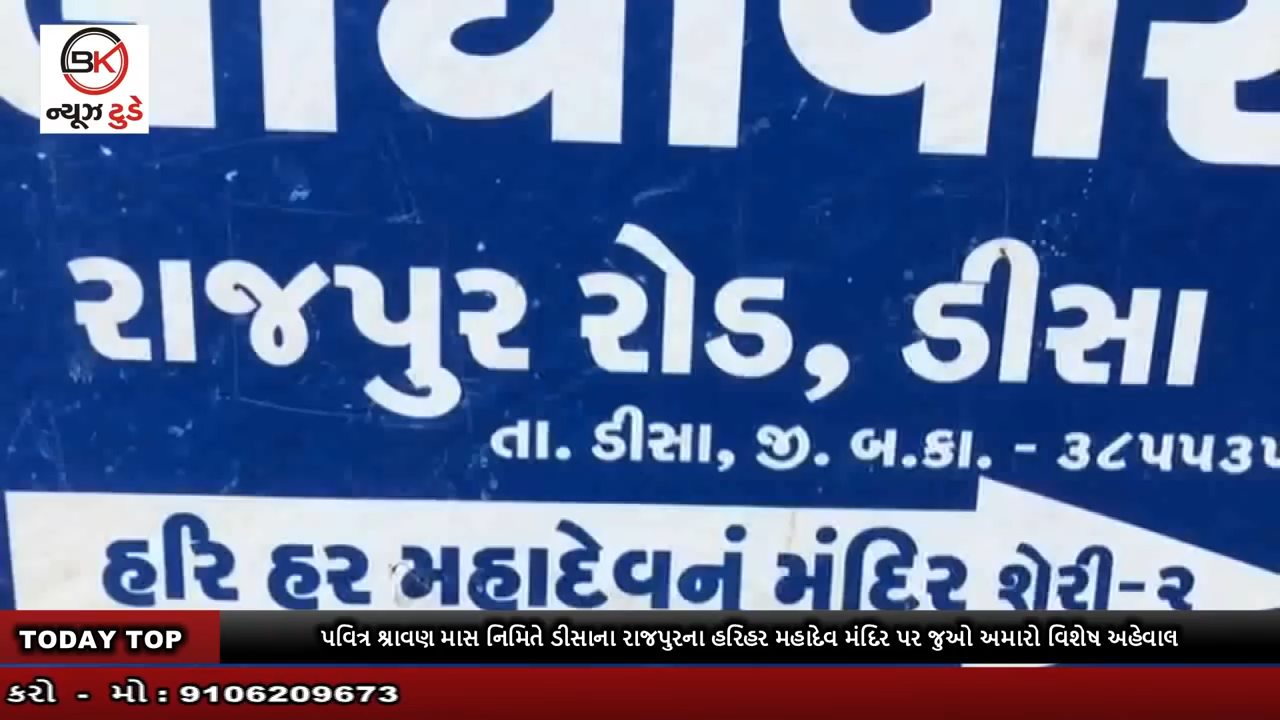 BK
ન્યૂઝ ટુડે
રાજપુર રોડ, ડીસા
તા. ડીસા, જી. બ.કા. - ૩૮૫૫૩૫
હરિ હર મહાદેવનું મંદિર શેરી-૨
TODAY TOP
પવિત્ર શ્રાવણ માસ નિમિતે ડીસાના રાજપુરના હરિહર મહાદેવ મંદિર પર જુઓ અમારો વિશેષ અહેવાલ
કરો - મો : 9106209673